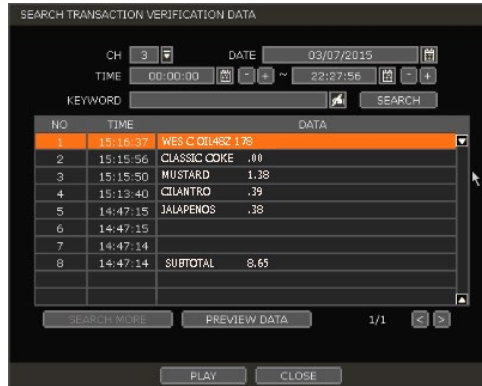 SEARCH TRANSACTION VERIFICATION DATA
CH 3 DATE 03/07/2015
TIME 00:00:00 - + ~ 22:27:56 - +
KEYWORD SEARCH
NO TIME DATA
1 15:16:37 WES C OIL48Z 178
2 15:15:56 CLASSIC COKE .00
3 15:15:50 MUSTARD 1.38
4 15:13:40 CILANTRO .39
5 14:47:15 JALAPENOS .38
6 14:47:15
7 14:47:14
8 14:47:14 SUBTOTAL 8.65
SEARCH MORE PREVIEW DATA 1/1 < >
PLAY CLOSE